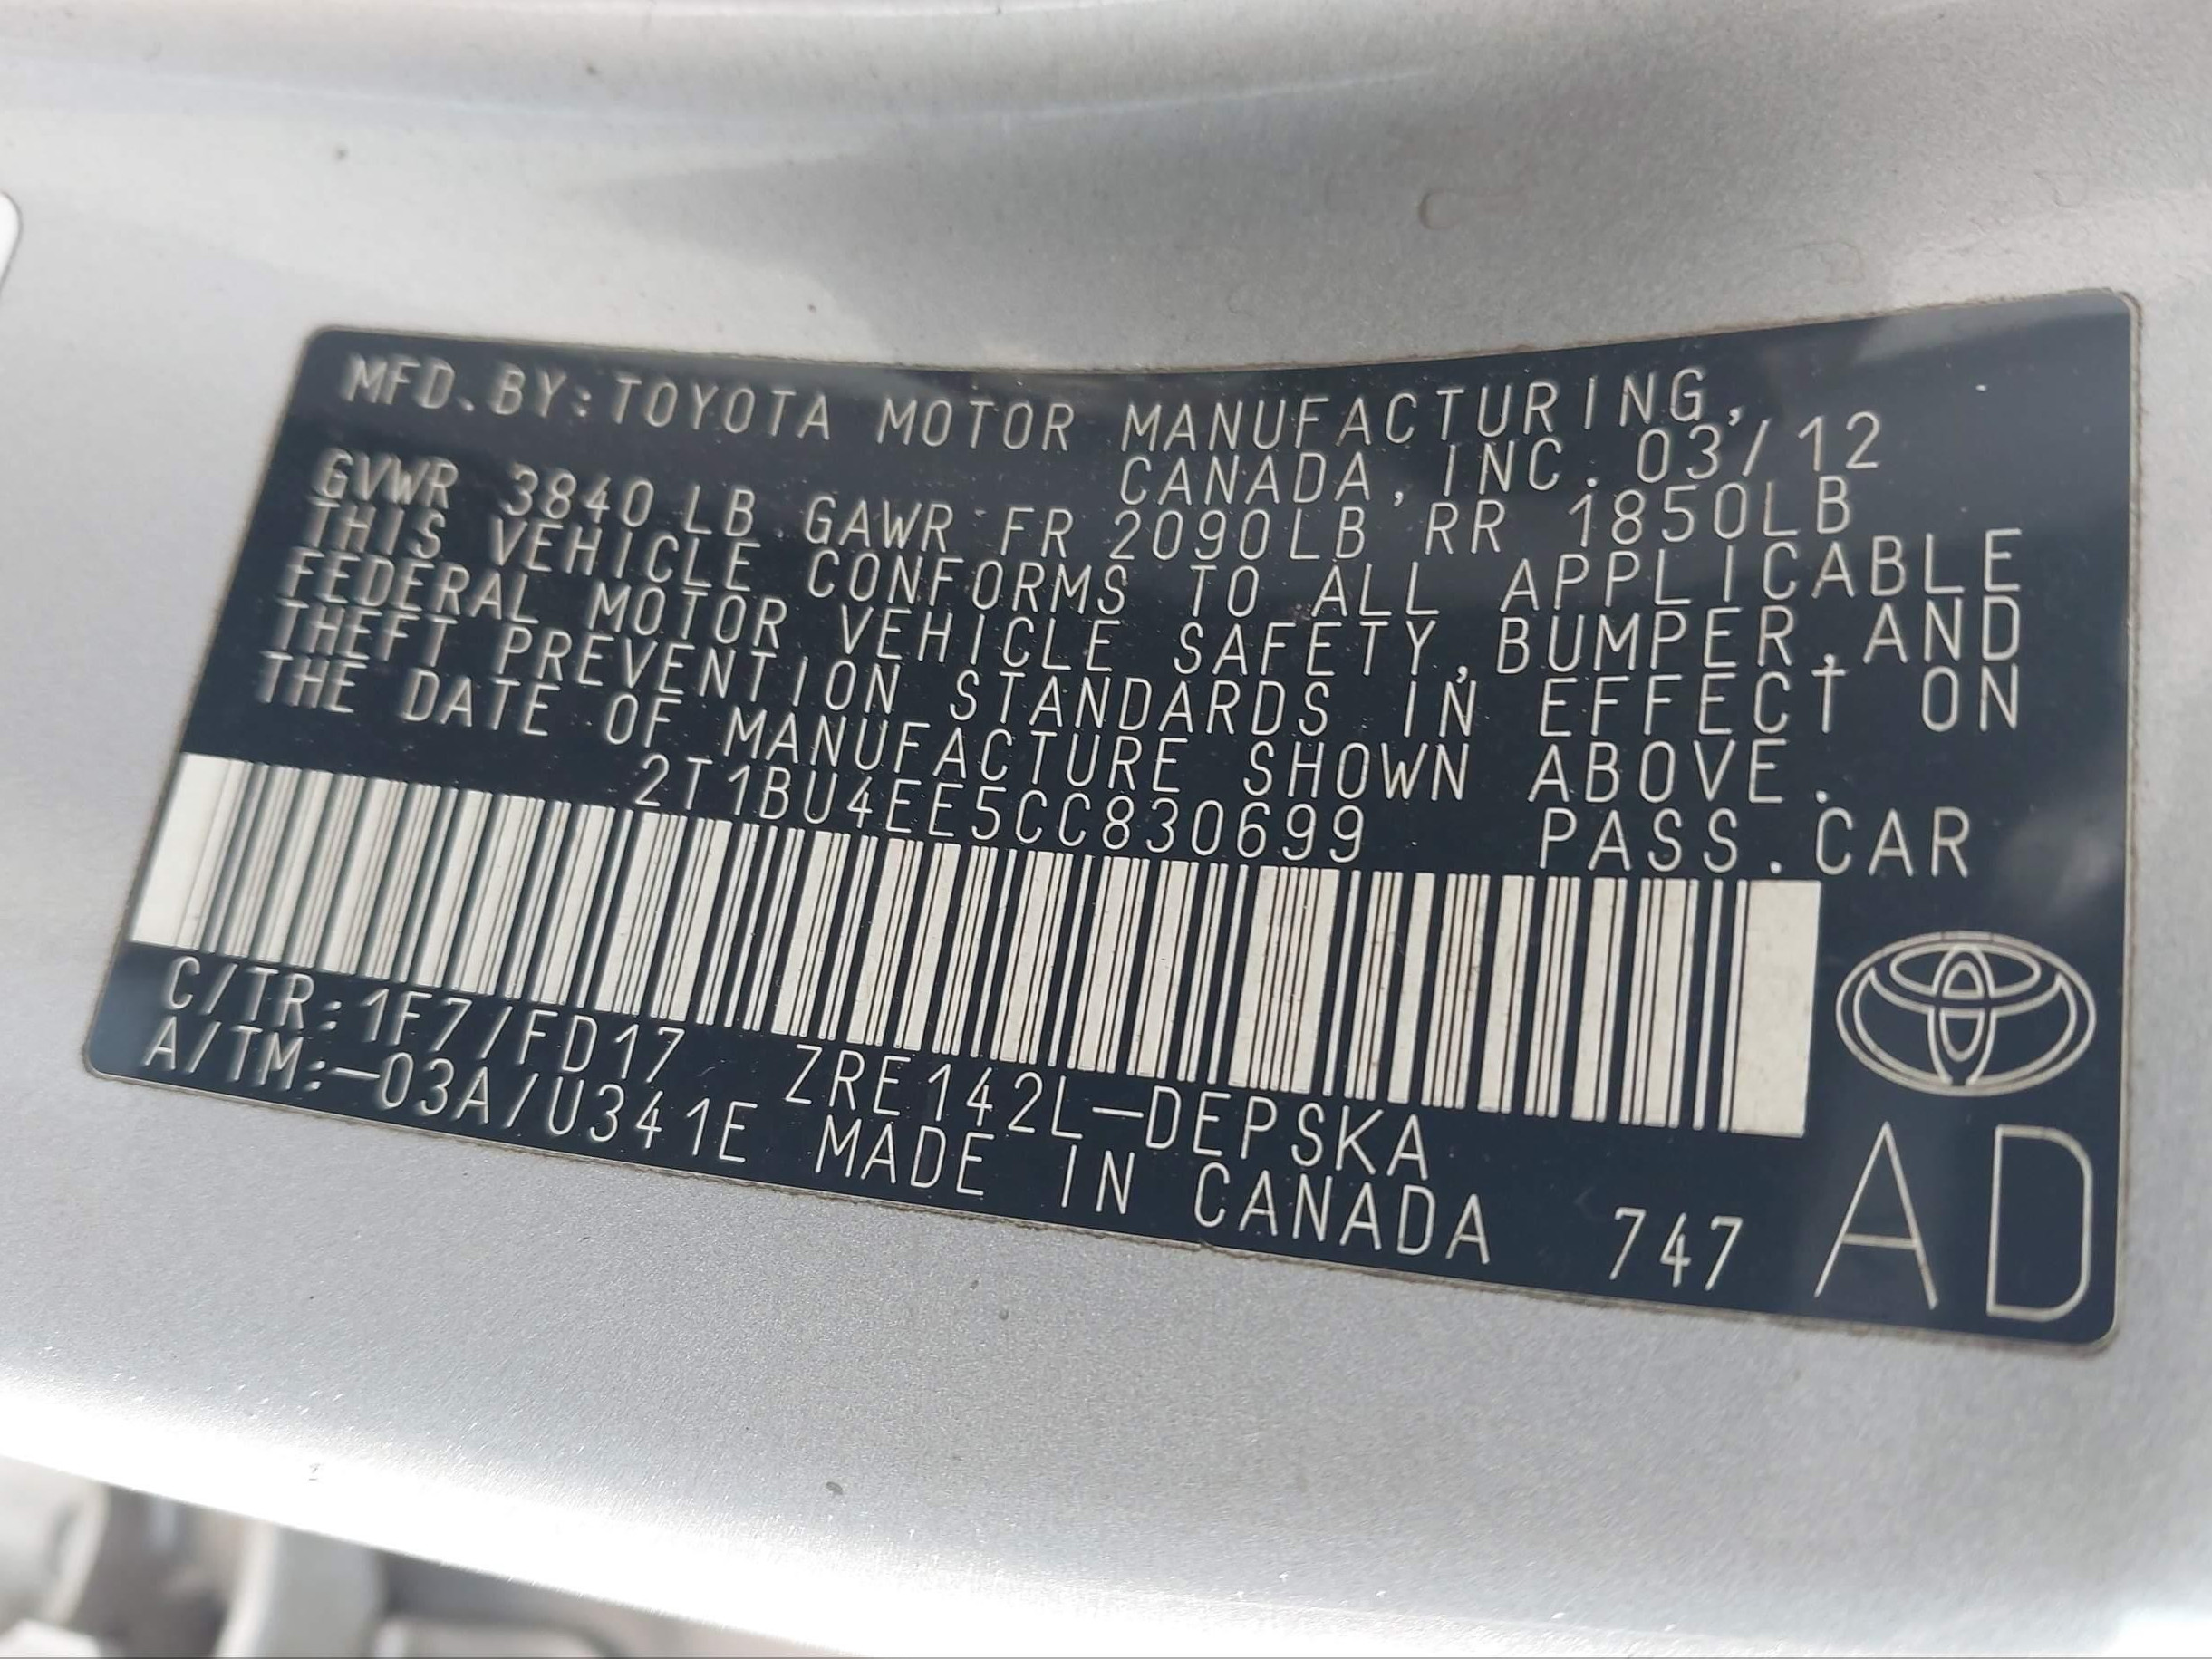 MFD.BY:TOYOTA MOTOR MANUFACTURING,
CANADA,INC. 03/12
GVWR 3840LB GAWR FR 2090LB RR 1850LB
THIS VEHICLE CONFORMS TO ALL APPLICABLE
FEDERAL MOTOR VEHICLE SAFETY,BUMPER,AND
THEFT PREVENTION STANDARDS IN EFFECT ON
THE DATE OF MANUFACTURE SHOWN ABOVE.
2T1BU4EE5CC830699 PASS.CAR
C/TR:1F7/FD17 ZRE142L-DEPSKA
A/TM:-03A/U341E MADE IN CANADA 747 AD